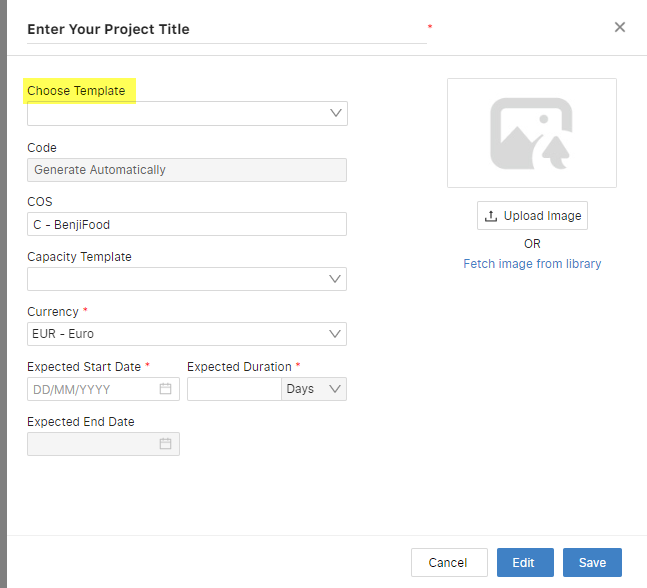 Enter Your Project Title *
Choose Template
Code
Generate Automatically
COS
C - BenjiFood
Capacity Template
Currency *
EUR - Euro
Expected Start Date * Expected Duration *
DD/MM/YYYY Days
Expected End Date
Upload Image
OR
Fetch image from library
Cancel Edit Save